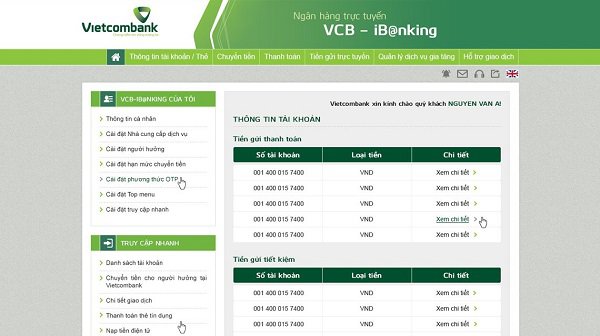 Vietcombank
Ngân hàng trực tuyến
VCB – iB@nking
Thông tin tài khoản / Thẻ
Chuyển tiền
Thanh toán
Tiền gửi trực tuyến
Quản lý dịch vụ gia tăng
Hỗ trợ giao dịch
VCB-IB@NKING CỦA TÔI
Thông tin cá nhân
Cài đặt Nhà cung cấp dịch vụ
Cài đặt người hưởng
Cài đặt hạn mức chuyển tiền
Cài đặt phương thức OTP
Cài đặt Top menu
Cài đặt truy cập nhanh
TRUY CẬP NHANH
Danh sách tài khoản
Chuyển tiền cho người hưởng tại
Vietcombank
Chi tiết giao dịch
Thanh toán thẻ tín dụng
Nạp tiền điện tử
Vietcombank xin kính chào quý khách NGUYEN VAN A!
THÔNG TIN TÀI KHOẢN
Tiền gửi thanh toán
Số tài khoản Loại tiền Chi tiết
001 400 015 7400 VND Xem chi tiết
001 400 015 7400 VND Xem chi tiết
001 400 015 7400 VND Xem chi tiết
001 400 015 7400 VND Xem chi tiết
001 400 015 7400 VND Xem chi tiết
Tiền gửi tiết kiệm
Số tài khoản Loại tiền Chi tiết
001 400 015 7400 VND Xem chi tiết
001 400 015 7400 VND Xem chi tiết
001 400 015 7400 VND Xem chi tiết